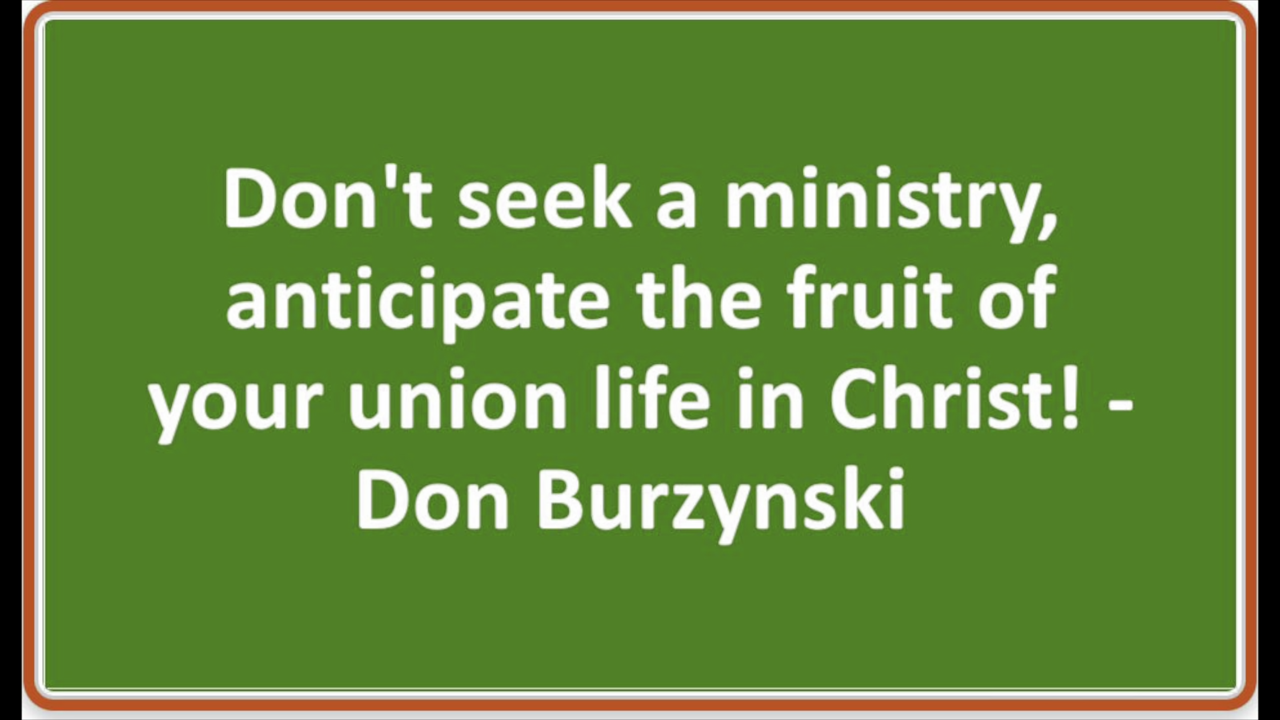 Don't seek a ministry,
anticipate the fruit of
your union life in Christ! -
Don Burzynski